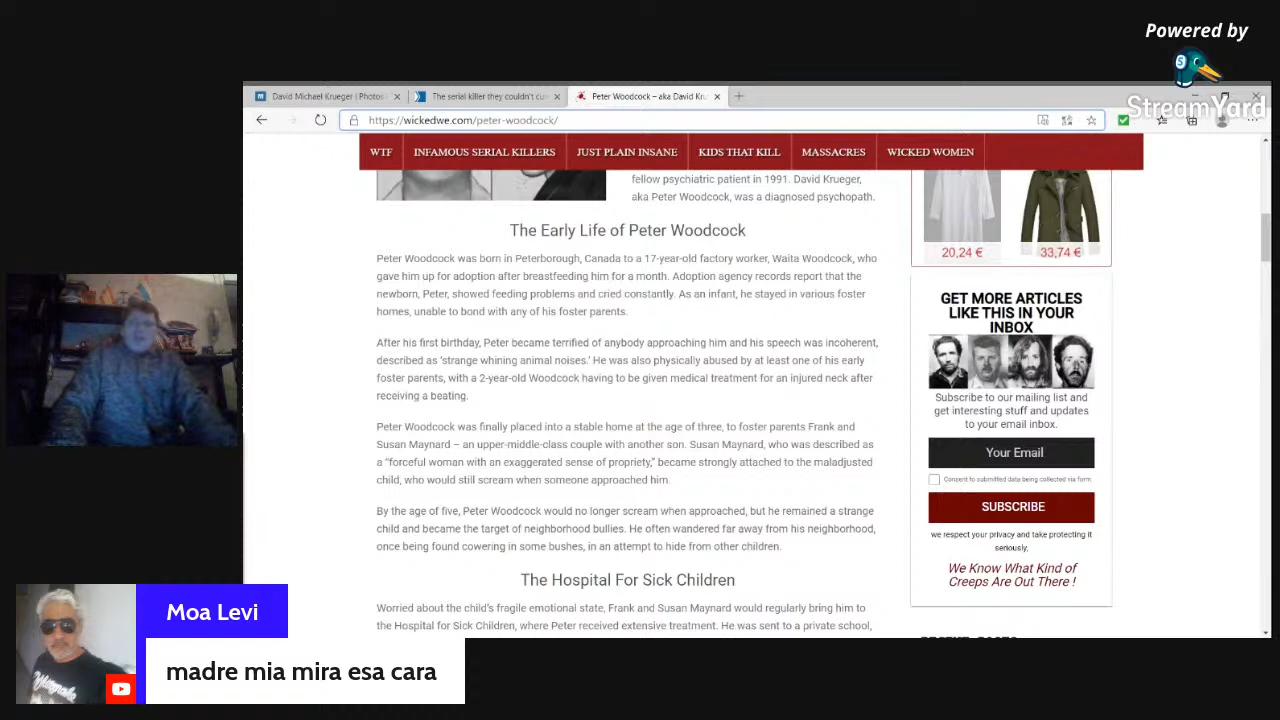 Powered by
StreamYard
David Michael Krueger | Photos
The serial killer they couldn't cu
Peter Woodcock – aka David Kru
https://wickedwe.com/peter-woodcock/
WTF
INFAMOUS SERIAL KILLERS
JUST PLAIN INSANE
KIDS THAT KILL
MASSACRES
WICKED WOMEN
fellow psychiatric patient in 1991. David Krueger,
aka Peter Woodcock, was a diagnosed psychopath.
The Early Life of Peter Woodcock
Peter Woodcock was born in Peterborough, Canada to a 17-year-old factory worker, Waita Woodcock, who
gave him up for adoption after breastfeeding him for a month. Adoption agency records report that the
newborn, Peter, showed feeding problems and cried constantly. As an infant, he stayed in various foster
homes, unable to bond with any of his foster parents.
After his first birthday, Peter became terrified of anybody approaching him and his speech was incoherent,
described as 'strange whining animal noises.' He was also physically abused by at least one of his early
foster parents, with a 2-year-old Woodcock having to be given medical treatment for an injured neck after
receiving a beating.
Peter Woodcock was finally placed into a stable home at the age of three, to foster parents Frank and
Susan Maynard – an upper-middle-class couple with another son. Susan Maynard, who was described as
a "forceful woman with an exaggerated sense of propriety," became strongly attached to the maladjusted
child, who would still scream when someone approached him.
By the age of five, Peter Woodcock would no longer scream when approached, but he remained a strange
child and became the target of neighborhood bullies. He often wandered far away from his neighborhood,
once being found cowering in some bushes, in an attempt to hide from other children.
The Hospital For Sick Children
Worried about the child's fragile emotional state, Frank and Susan Maynard would regularly bring him to
the Hospital for Sick Children, where Peter received extensive treatment. He was sent to a private school,
20,24 €
33,74 €
GET MORE ARTICLES
LIKE THIS IN YOUR
INBOX
Subscribe to our mailing list and
get interesting stuff and updates
to your email inbox.
Your Email
Consent to submitted data being collected via form
SUBSCRIBE
we respect your privacy and take protecting it
seriously.
We Know What Kind of
Creeps Are Out There !
Moa Levi
madre mia mira esa cara